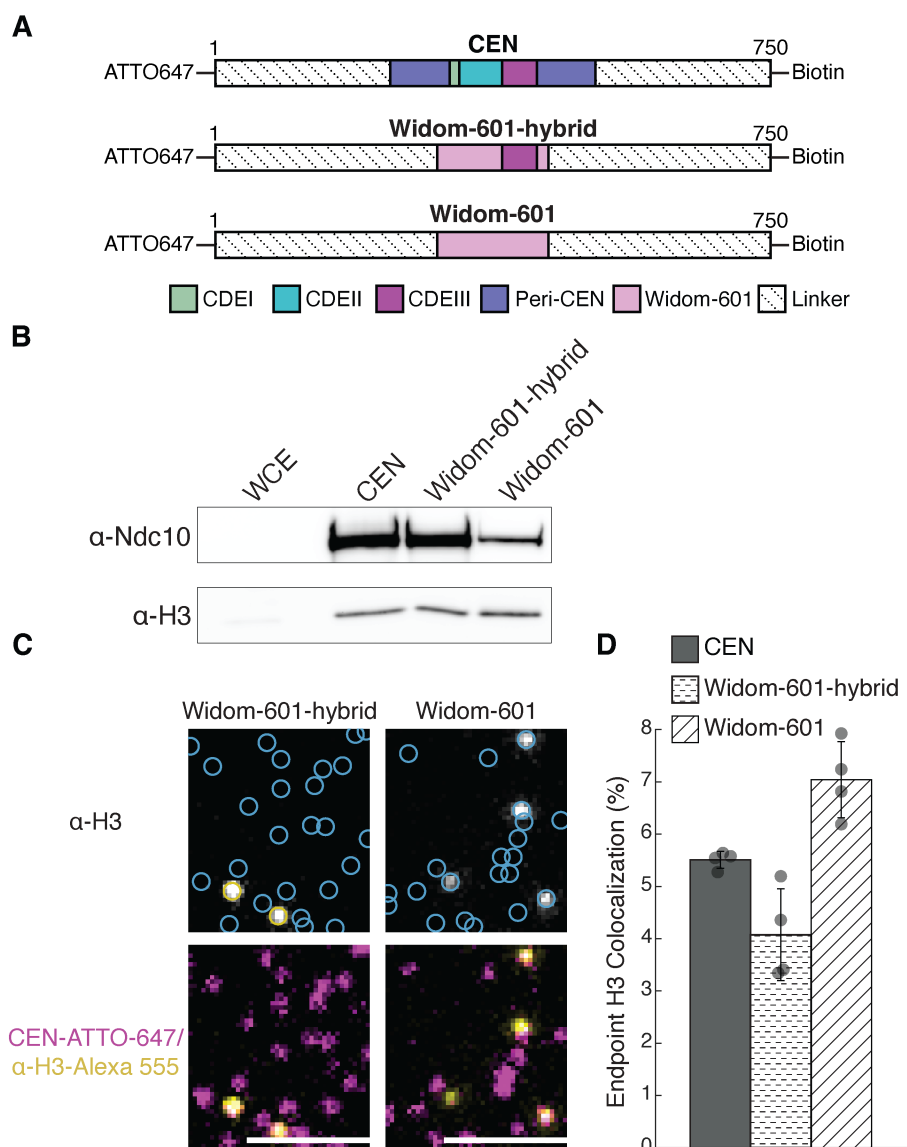 A
CEN
1
750
ATTO647
Biotin
Widom-601-hybrid
1
750
ATTO647
Biotin
Widom-601
1
750
ATTO647
Biotin
CDEI
CDEII
CDEIII
Peri-CEN
Widom-601
Linker
B
WCE
CEN
Widom-601-hybrid
Widom-601
α-Ndc10
α-H3
C
Widom-601-hybrid
Widom-601
α-H3
CEN-ATTO-647/
α-H3-Alexa 555
D
CEN
Widom-601-hybrid
Widom-601
Endpoint H3 Colocalization (%)
8
7
6
5
4
3
2
1
0